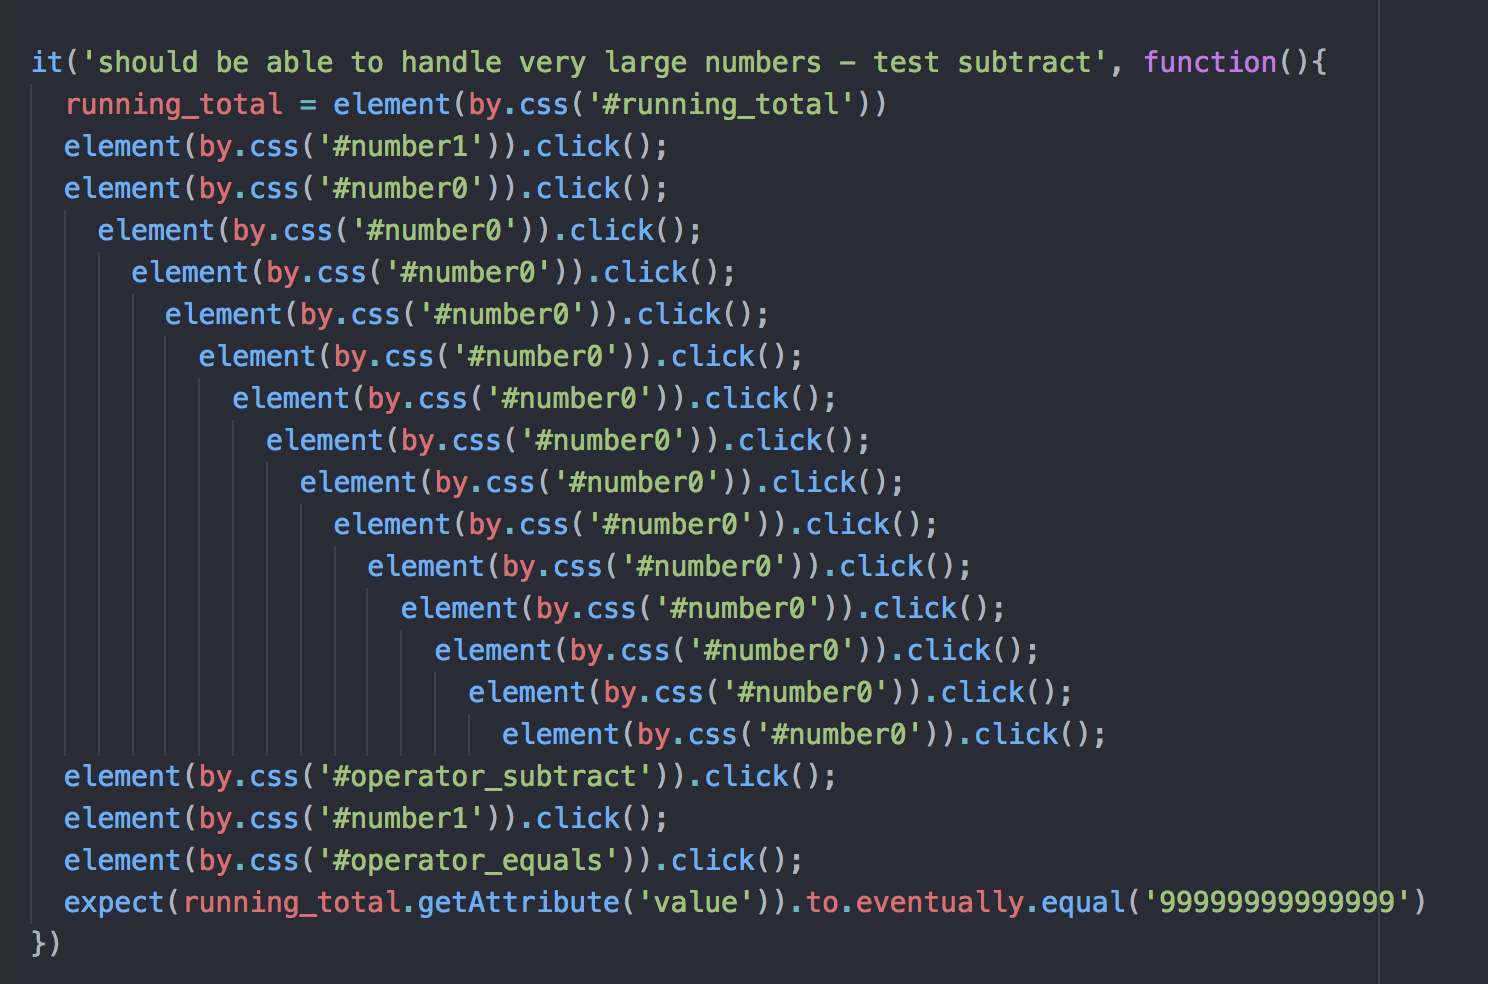 it('should be able to handle very large numbers - test subtract', function(){
  running_total = element(by.css('#running_total'))
  element(by.css('#number1')).click();
  element(by.css('#number0')).click();
    element(by.css('#number0')).click();
      element(by.css('#number0')).click();
        element(by.css('#number0')).click();
          element(by.css('#number0')).click();
            element(by.css('#number0')).click();
              element(by.css('#number0')).click();
                element(by.css('#number0')).click();
                  element(by.css('#number0')).click();
                    element(by.css('#number0')).click();
                      element(by.css('#number0')).click();
                        element(by.css('#number0')).click();
                          element(by.css('#number0')).click();
                            element(by.css('#number0')).click();
  element(by.css('#operator_subtract')).click();
  element(by.css('#number1')).click();
  element(by.css('#operator_equals')).click();
  expect(running_total.getAttribute('value')).to.eventually.equal('99999999999999')
})